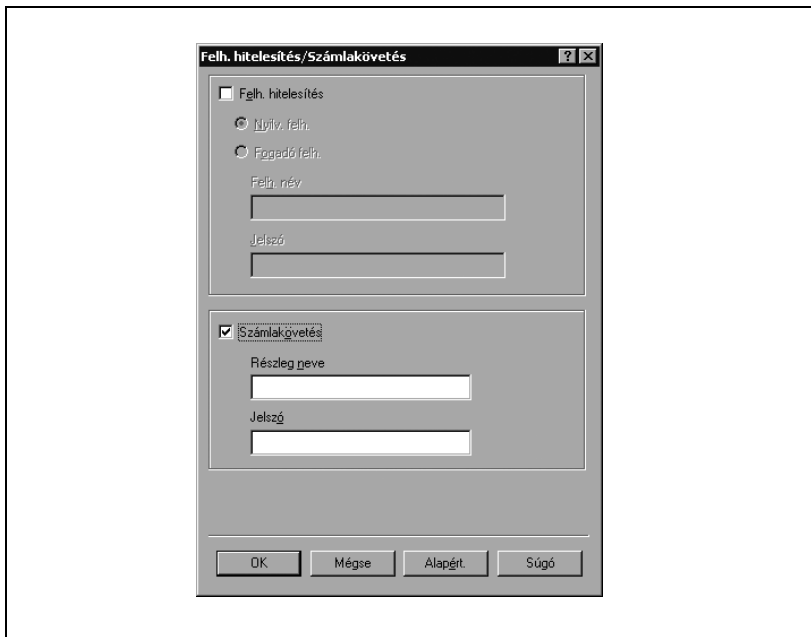 Felh. hitelesítés/Számlakövetés
Felh. hitelesítés
Nyilv. felh.
Fogadó felh.
Felh. név
Jelszó
Számlakövetés
Részleg neve
Jelszó
OK Mégse Alapért. Súgó